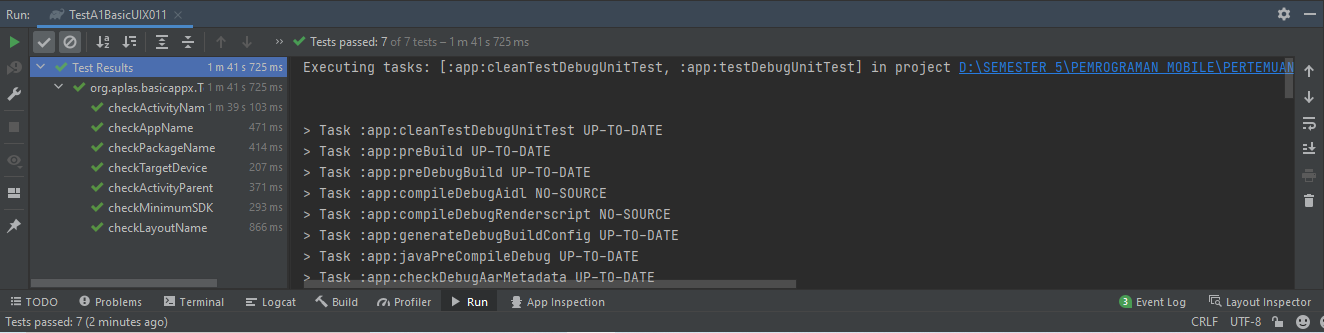 Run: TestA1BasicUIX011
Tests passed: 7 of 7 tests – 1 m 41 s 725 ms
Test Results 1 m 41 s 725 ms
org.aplas.basicappx.T 1 m 41 s 725 ms
checkActivityNam 1 m 39 s 103 ms
checkAppName 471 ms
checkPackageName 414 ms
checkTargetDevice 207 ms
checkActivityParent 371 ms
checkMinimumSDK 293 ms
checkLayoutName 866 ms
Executing tasks: [:app:cleanTestDebugUnitTest, :app:testDebugUnitTest] in project D:\SEMESTER 5\PEMROGRAMAN MOBILE\PERTEMUAN
> Task :app:cleanTestDebugUnitTest UP-TO-DATE
> Task :app:preBuild UP-TO-DATE
> Task :app:preDebugBuild UP-TO-DATE
> Task :app:compileDebugAidl NO-SOURCE
> Task :app:compileDebugRenderscript NO-SOURCE
> Task :app:generateDebugBuildConfig UP-TO-DATE
> Task :app:javaPreCompileDebug UP-TO-DATE
> Task :app:checkDebugAarMetadata UP-TO-DATE
TODO Problems Terminal Logcat Build Profiler Run App Inspection 3 Event Log Layout Inspector
Tests passed: 7 (2 minutes ago) CRLF UTF-8